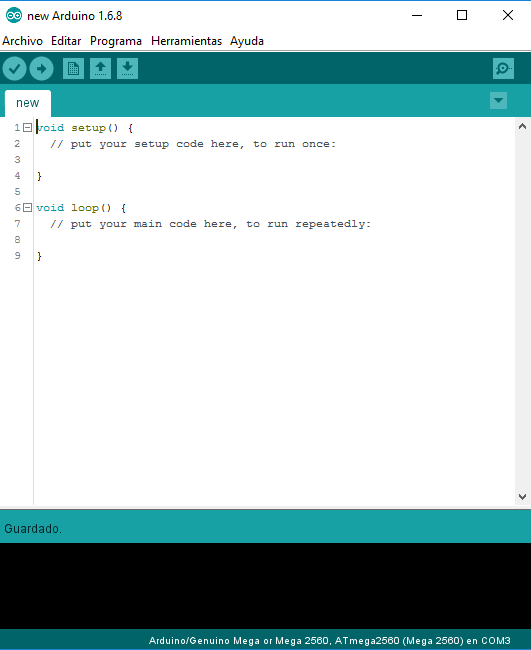 new Arduino 1.6.8
Archivo Editar Programa Herramientas Ayuda
new
1 void setup() {
2 // put your setup code here, to run once:
3
4 }
5
6 void loop() {
7 // put your main code here, to run repeatedly:
8
9 }
Guardado.
Arduino/Genuino Mega or Mega 2560, ATmega2560 (Mega 2560) en COM3